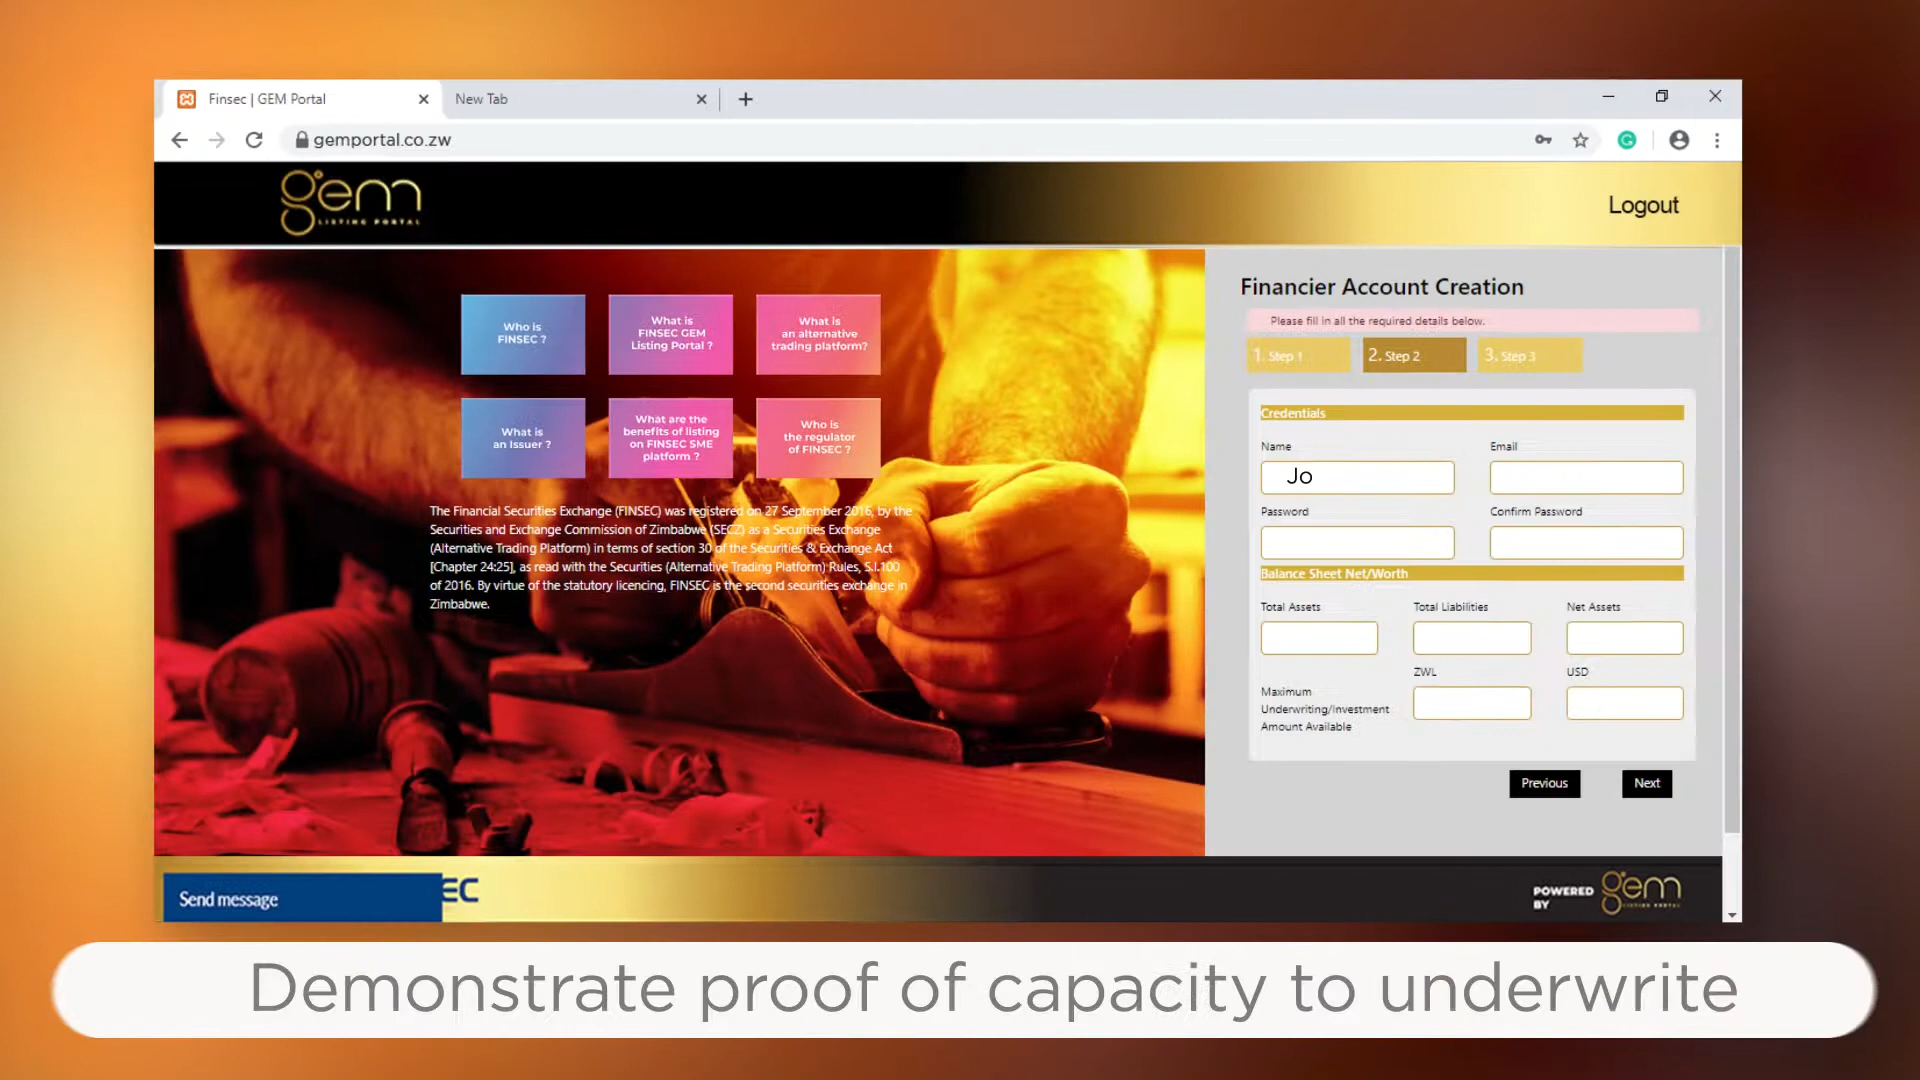 Finsec | GEM Portal
New Tab
gemportal.co.zw
gem
LISTING PORTAL
Logout
Who is
FINSEC ?
What is
FINSEC GEM
Listing Portal ?
What is
an alternative
trading platform?
What is
an Issuer ?
What are the
benefits of listing
on FINSEC SME
platform ?
Who is
the regulator
of FINSEC ?
The Financial Securities Exchange (FINSEC) was registered on 27 September 2016, by the
Securities and Exchange Commission of Zimbabwe (SECZ) as a Securities Exchange
(Alternative Trading Platform) in terms of section 30 of the Securities & Exchange Act
[Chapter 24:25], as read with the Securities (Alternative Trading Platform) Rules, S.I.100
of 2016. By virtue of the statutory licencing, FINSEC is the second securities exchange in
Zimbabwe.
Financier Account Creation
Please fill in all the required details below.
1. Step 1
2. Step 2
3. Step 3
Credentials
Name
Email
Jo
Password
Confirm Password
Balance Sheet Net/Worth
Total Assets
Total Liabilities
Net Assets
ZWL
USD
Maximum
Underwriting/Investment
Amount Available
Previous
Next
Send message
EC
POWERED
BY
gem
LISTING PORTAL
Demonstrate proof of capacity to underwrite